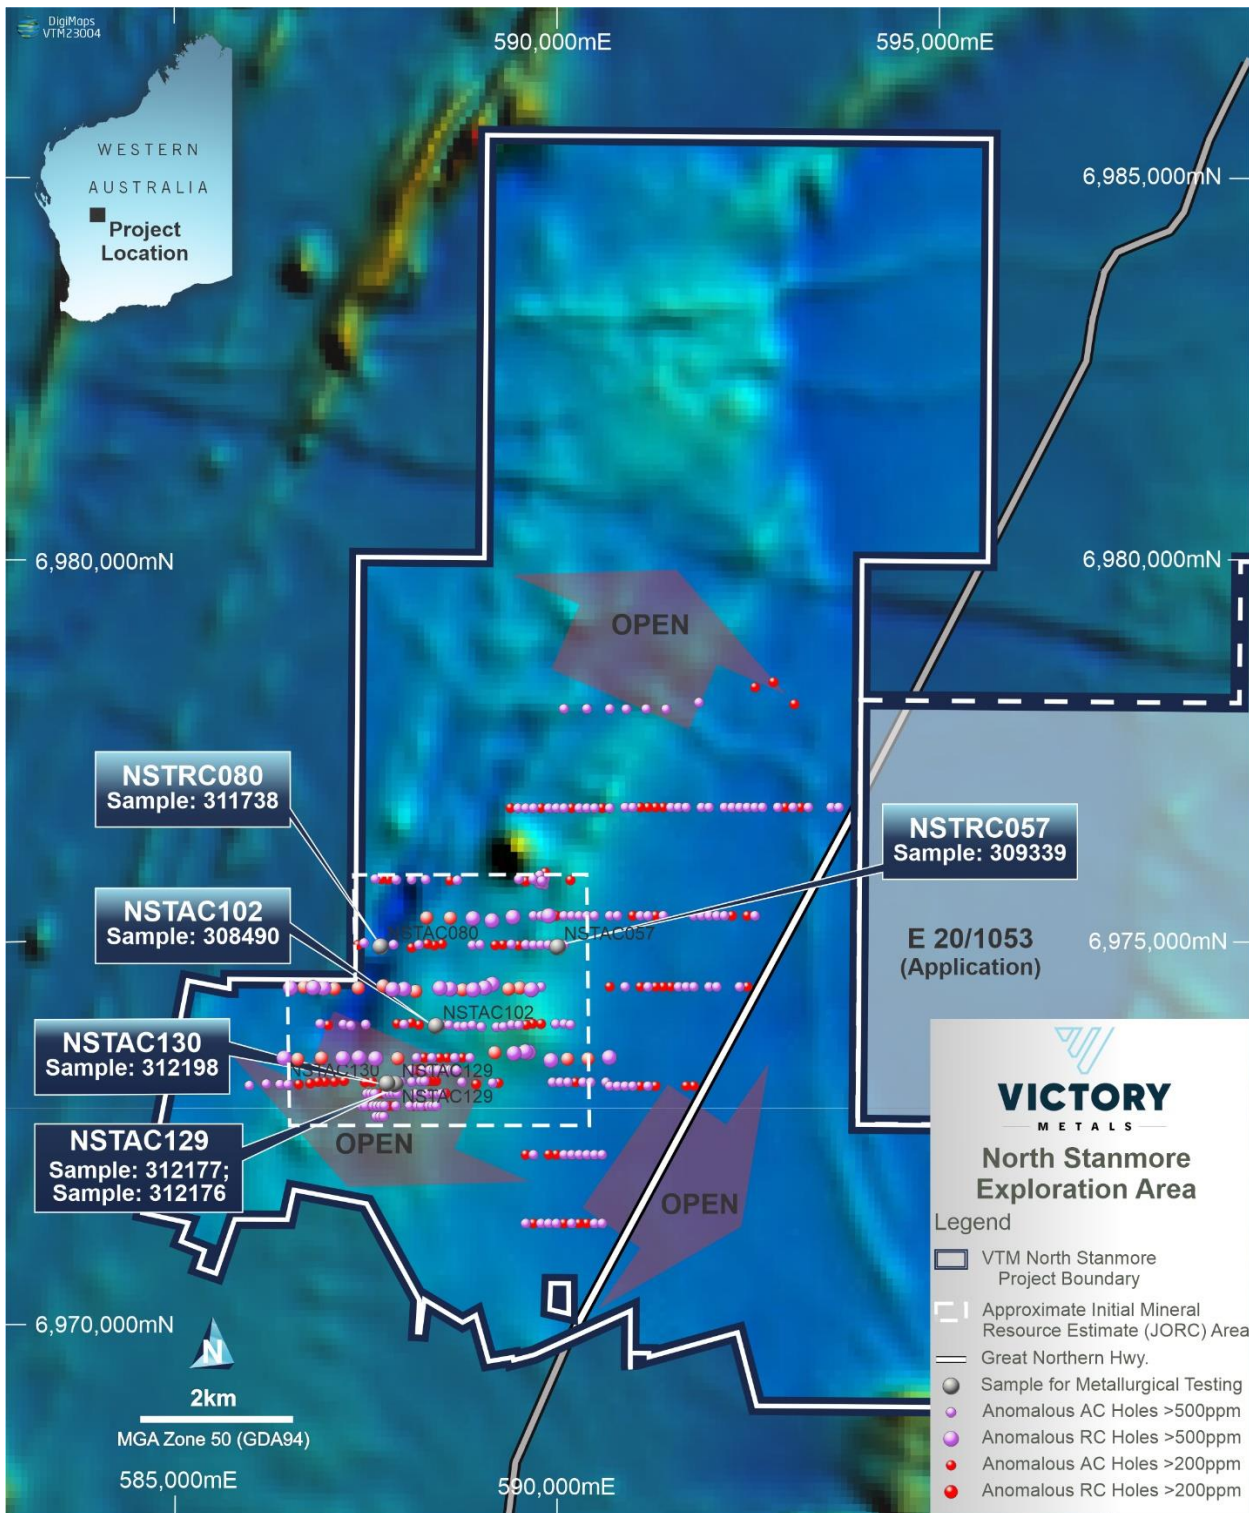 DigiMaps
VTM23004
590,000mE
595,000mE
WESTERN
AUSTRALIA
Project
Location
6,985,000mN
6,980,000mN
6,980,000mN
OPEN
NSTRC080
Sample: 311738
NSTRC057
Sample: 309339
NSTAC102
Sample: 308490
NSTAC080
NSTAC057
E 20/1053
(Application)
6,975,000mN
NSTAC102
NSTAC130
Sample: 312198
NSTAC130
NSTAC129
NSTAC129
NSTAC129
Sample: 312177;
Sample: 312176
OPEN
OPEN
VICTORY
METALS
North Stanmore
Exploration Area
Legend
VTM North Stanmore
Project Boundary
Approximate Initial Mineral
Resource Estimate (JORC) Area
Great Northern Hwy.
Sample for Metallurgical Testing
Anomalous AC Holes >500ppm
Anomalous RC Holes >500ppm
Anomalous AC Holes >200ppm
Anomalous RC Holes >200ppm
6,970,000mN
N
2km
MGA Zone 50 (GDA94)
585,000mE
590,000mE